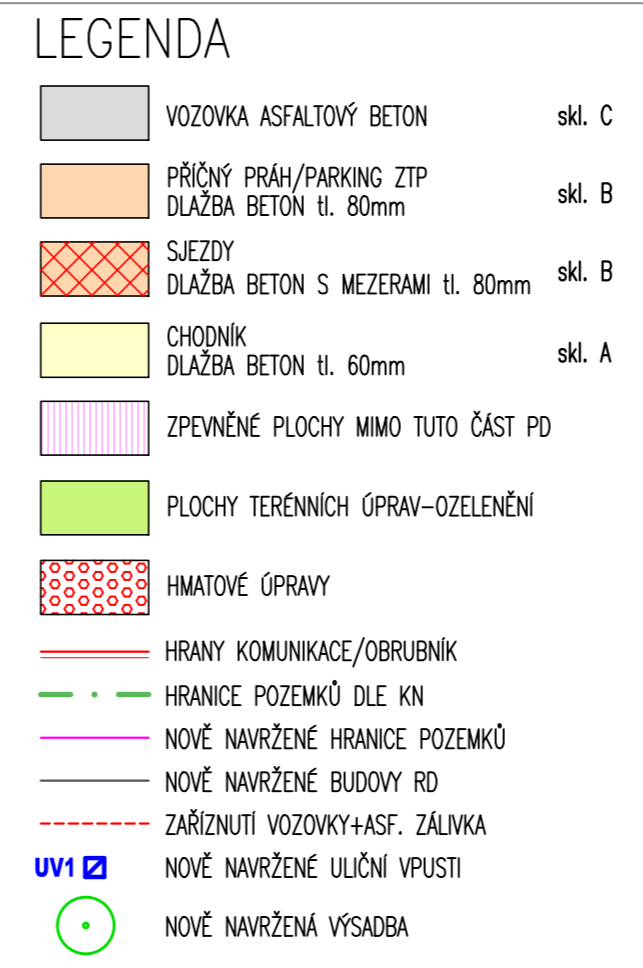 LEGENDA
VOZOVKA ASFALTOVÝ BETON skl. C
PŘÍČNÝ PRÁH/PARKING ZTP
DLAŽBA BETON tl. 80mm skl. B
SJEZDY
DLAŽBA BETON S MEZERAMI tl. 80mm skl. B
CHODNÍK
DLAŽBA BETON tl. 60mm skl. A
ZPEVNĚNÉ PLOCHY MIMO TUTO ČÁST PD
PLOCHY TERÉNNÍCH ÚPRAV–OZELENĚNÍ
HMATOVÉ ÚPRAVY
HRANY KOMUNIKACE/OBRUBNÍK
HRANICE POZEMKŮ DLE KN
NOVĚ NAVRŽENÉ HRANICE POZEMKŮ
NOVĚ NAVRŽENÉ BUDOVY RD
ZAŘÍZNUTÍ VOZOVKY+ASF. ZÁLIVKA
UV1 NOVĚ NAVRŽENÉ ULIČNÍ VPUSTI
NOVĚ NAVRŽENÁ VÝSADBA